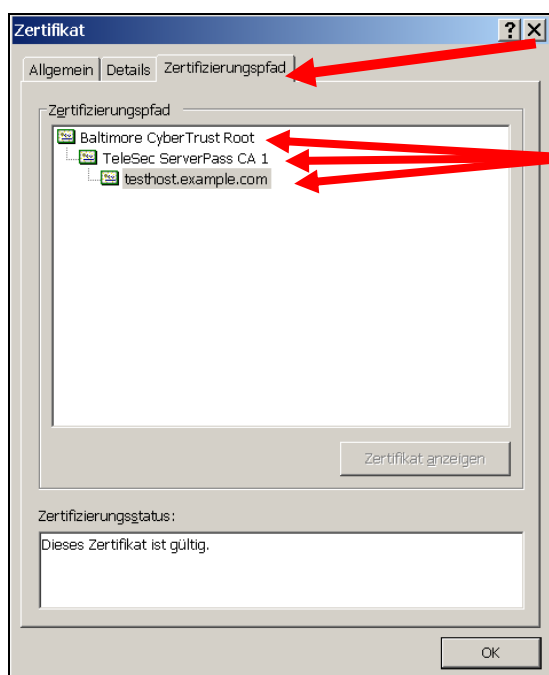 Zertifikat
Allgemein Details Zertifizierungspfad
Zertifizierungspfad
Baltimore CyberTrust Root
TeleSec ServerPass CA 1
testhost.example.com
Zertifikat anzeigen
Zertifizierungsstatus:
Dieses Zertifikat ist gültig.
OK